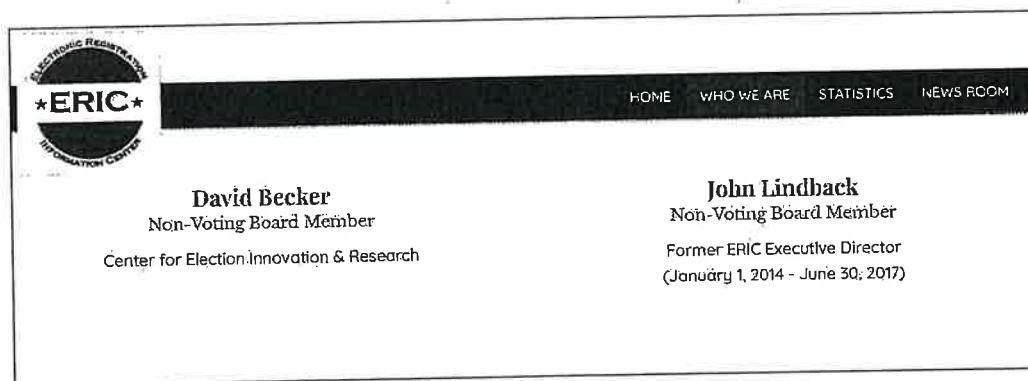 ELECTRONIC REGISTRATION
★ERIC★
INFORMATION CENTER
HOME WHO WE ARE STATISTICS NEWS ROOM
David Becker
Non-Voting Board Member
Center for Election Innovation & Research
John Lindback
Non-Voting Board Member
Former ERIC Executive Director
(January 1, 2014 - June 30, 2017)